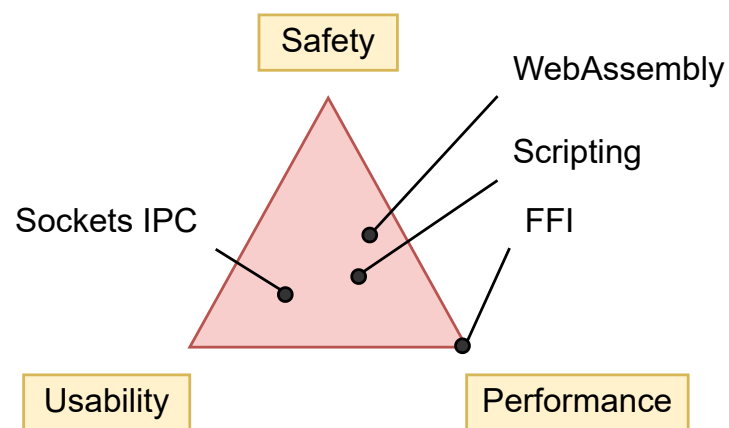 Safety
WebAssembly
Scripting
Sockets IPC
FFI
Usability
Performance